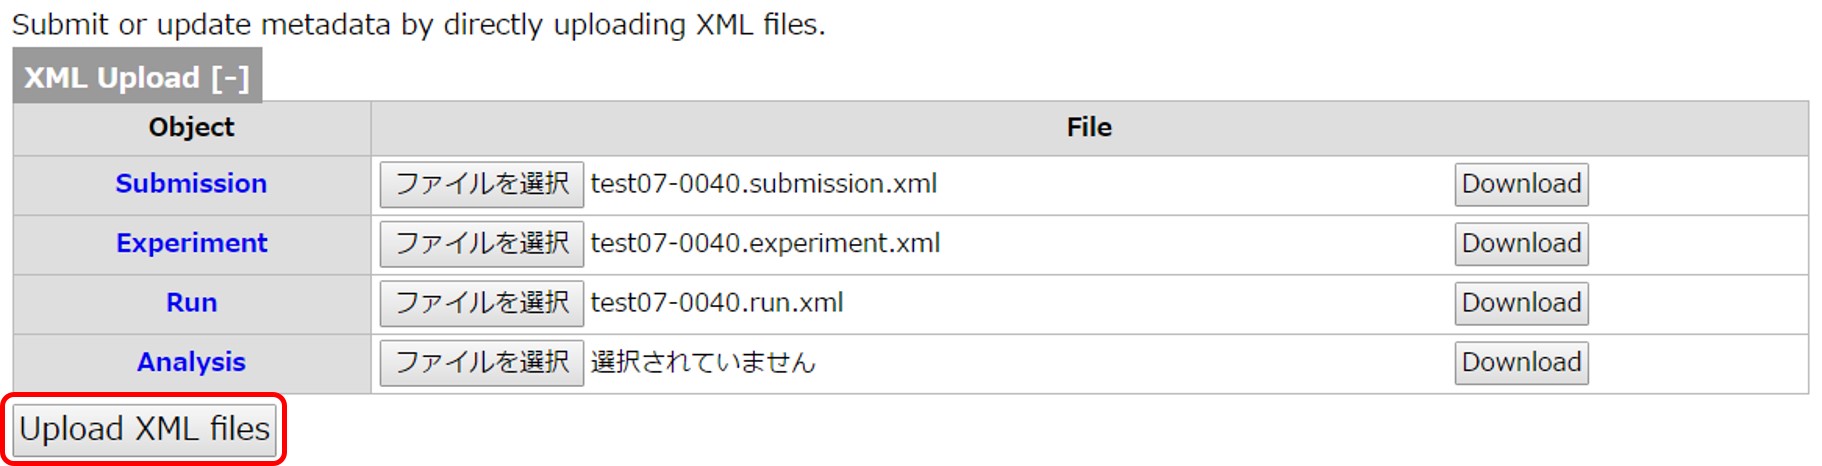 Submit or update metadata by directly uploading XML files.
XML Upload [-]
Object File
Submission ファイルを選択 test07-0040.submission.xml Download
Experiment ファイルを選択 test07-0040.experiment.xml Download
Run ファイルを選択 test07-0040.run.xml Download
Analysis ファイルを選択 選択されていません Download
Upload XML files